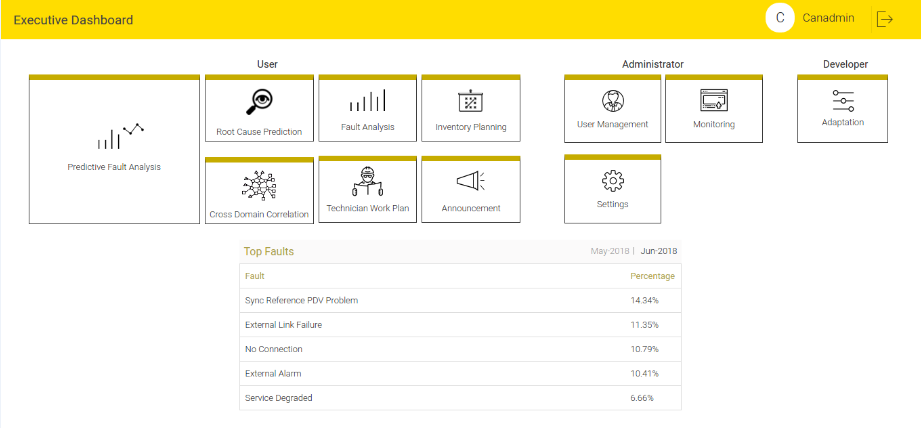 Executive Dashboard
C Canadmin
User Administrator Developer
Predictive Fault Analysis
Root Cause Prediction
Fault Analysis
Inventory Planning
User Management
Monitoring
Adaptation
Cross Domain Correlation
Technician Work Plan
Announcement
Settings
Top Faults May-2018 | Jun-2018
Fault Percentage
Sync Reference PDV Problem 14.34%
External Link Failure 11.35%
No Connection 10.79%
External Alarm 10.41%
Service Degraded 6.66%